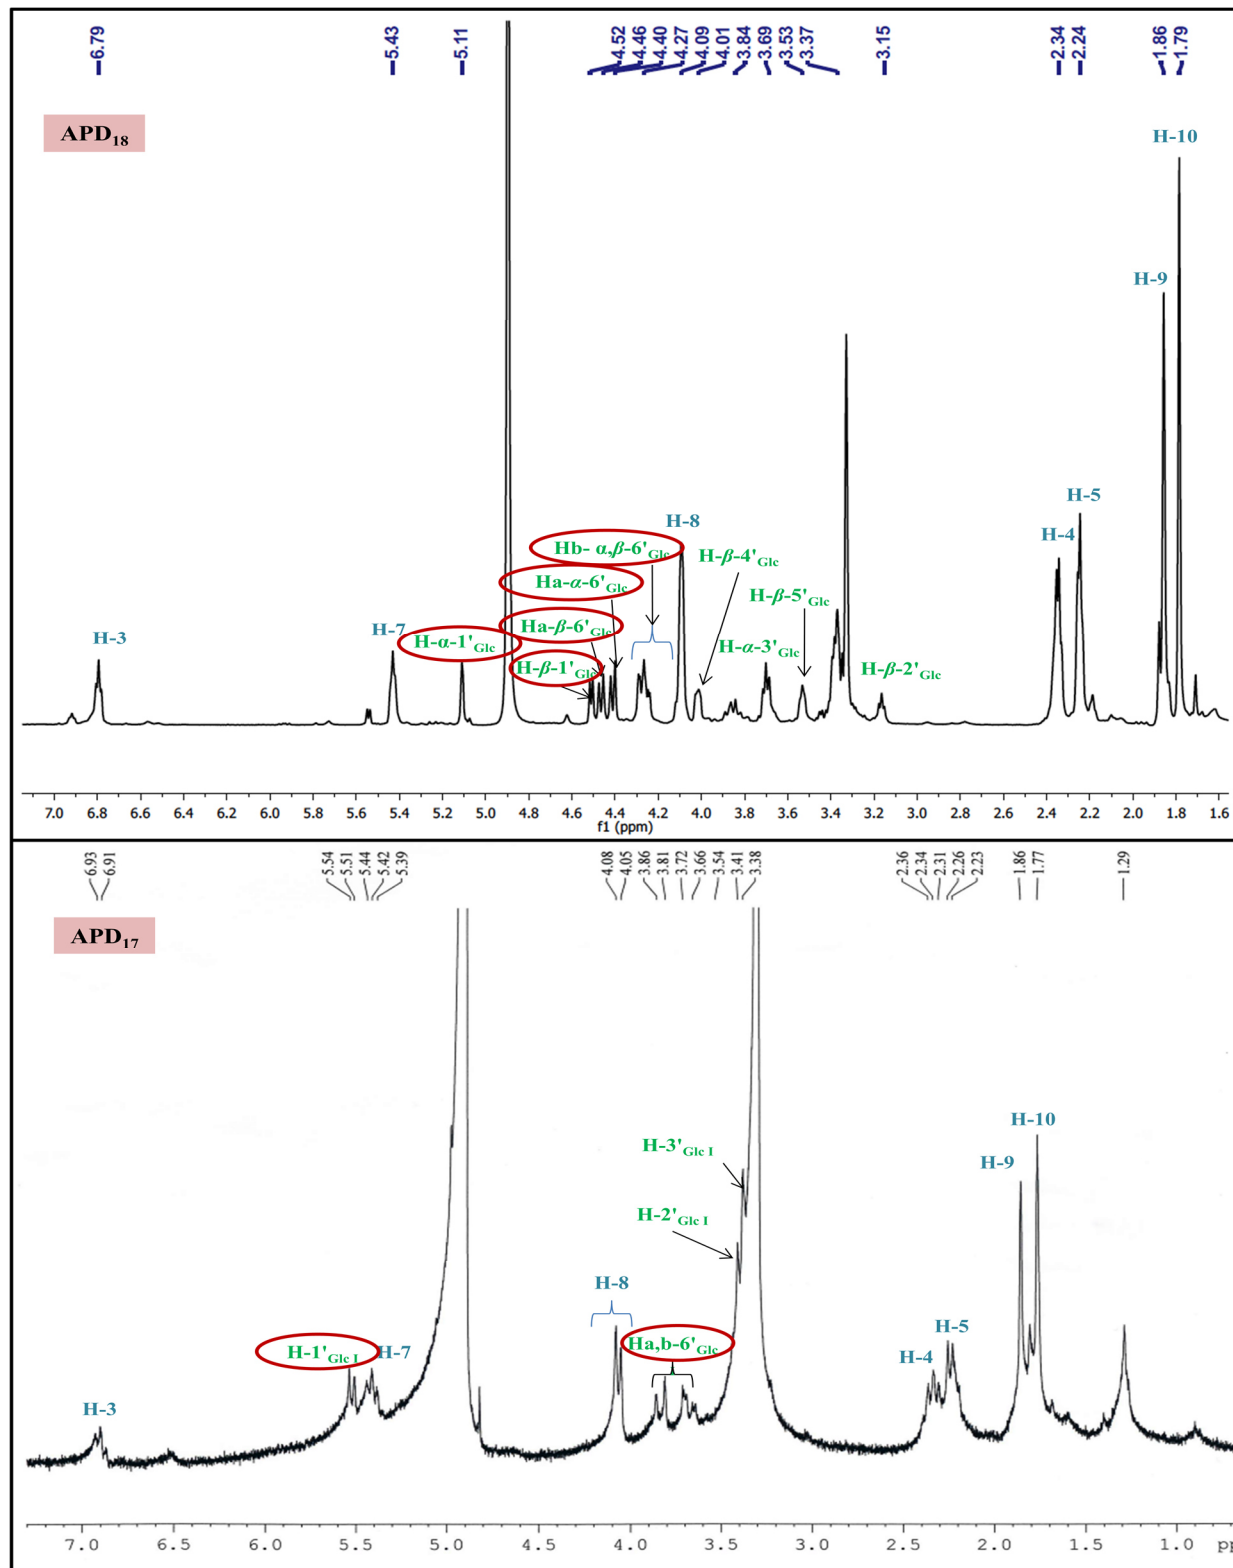 6.79
5.43
5.11
4.52
4.46
4.40
4.27
4.09
4.01
3.84
3.69
3.53
3.37
3.15
2.34
2.24
1.86
1.79
APD18
H-10
H-9
H-5
H-8
H-4
Hb- α,β-6'Glc
H-β-4'Glc
Ha-α-6'Glc
H-β-5'Glc
Ha-β-6'Glc
H-3
H-7
H-α-1'Glc
H-α-3'Glc
H-β-1'Glc
H-β-2'Glc
7.0 6.8 6.6 6.4 6.2 6.0 5.8 5.6 5.4 5.2 5.0 4.8 4.6 4.4 4.2 4.0 3.8 3.6 3.4 3.2 3.0 2.8 2.6 2.4 2.2 2.0 1.8 1.6
f1 (ppm)
6.93
6.91
5.54
5.51
5.44
5.42
5.39
4.08
4.05
3.86
3.81
3.72
3.66
3.54
3.41
3.38
2.36
2.34
2.31
2.26
2.23
1.86
1.77
1.29
APD17
H-10
H-3'Glc I
H-9
H-2'Glc I
H-8
H-5
Ha,b-6'Glc
H-1'Glc I
H-7
H-4
H-3
7.0 6.5 6.0 5.5 5.0 4.5 4.0 3.5 3.0 2.5 2.0 1.5 1.0